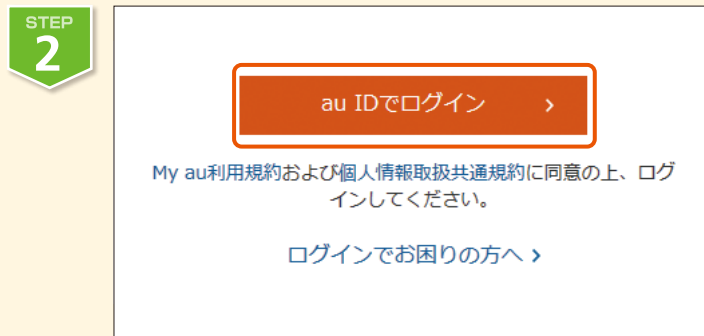 STEP
2
au IDでログイン ›
My au利用規約および個人情報取扱共通規約に同意の上、ログ
インしてください。
ログインでお困りの方へ ›